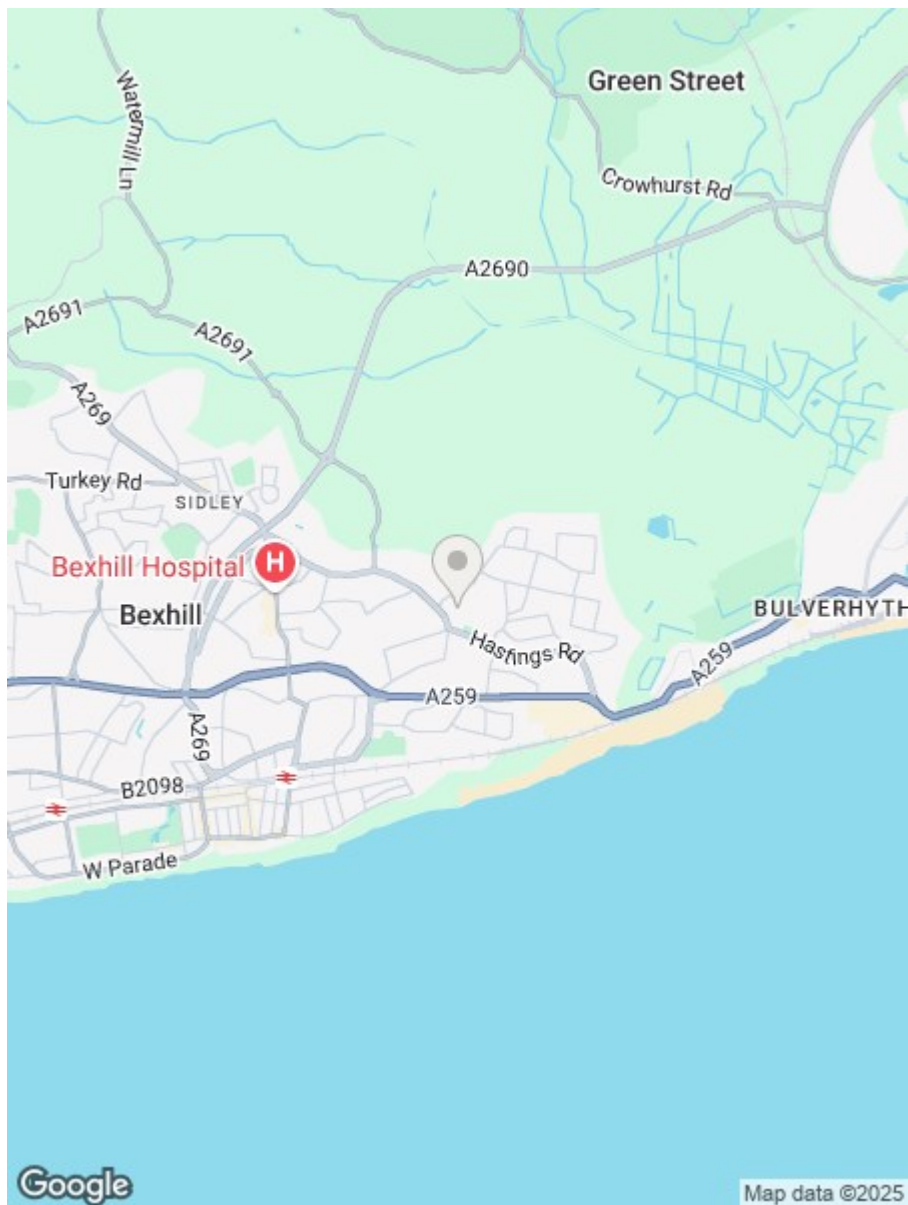 Green Street
Watermill Ln
Crowhurst Rd
A2690
A2691
A2691
A269
Turkey Rd
SIDLEY
Bexhill Hospital
H
Bexhill
BULVERHYTH
Hastings Rd
A259
A259
A269
B2098
W Parade
Google
Map data ©2025